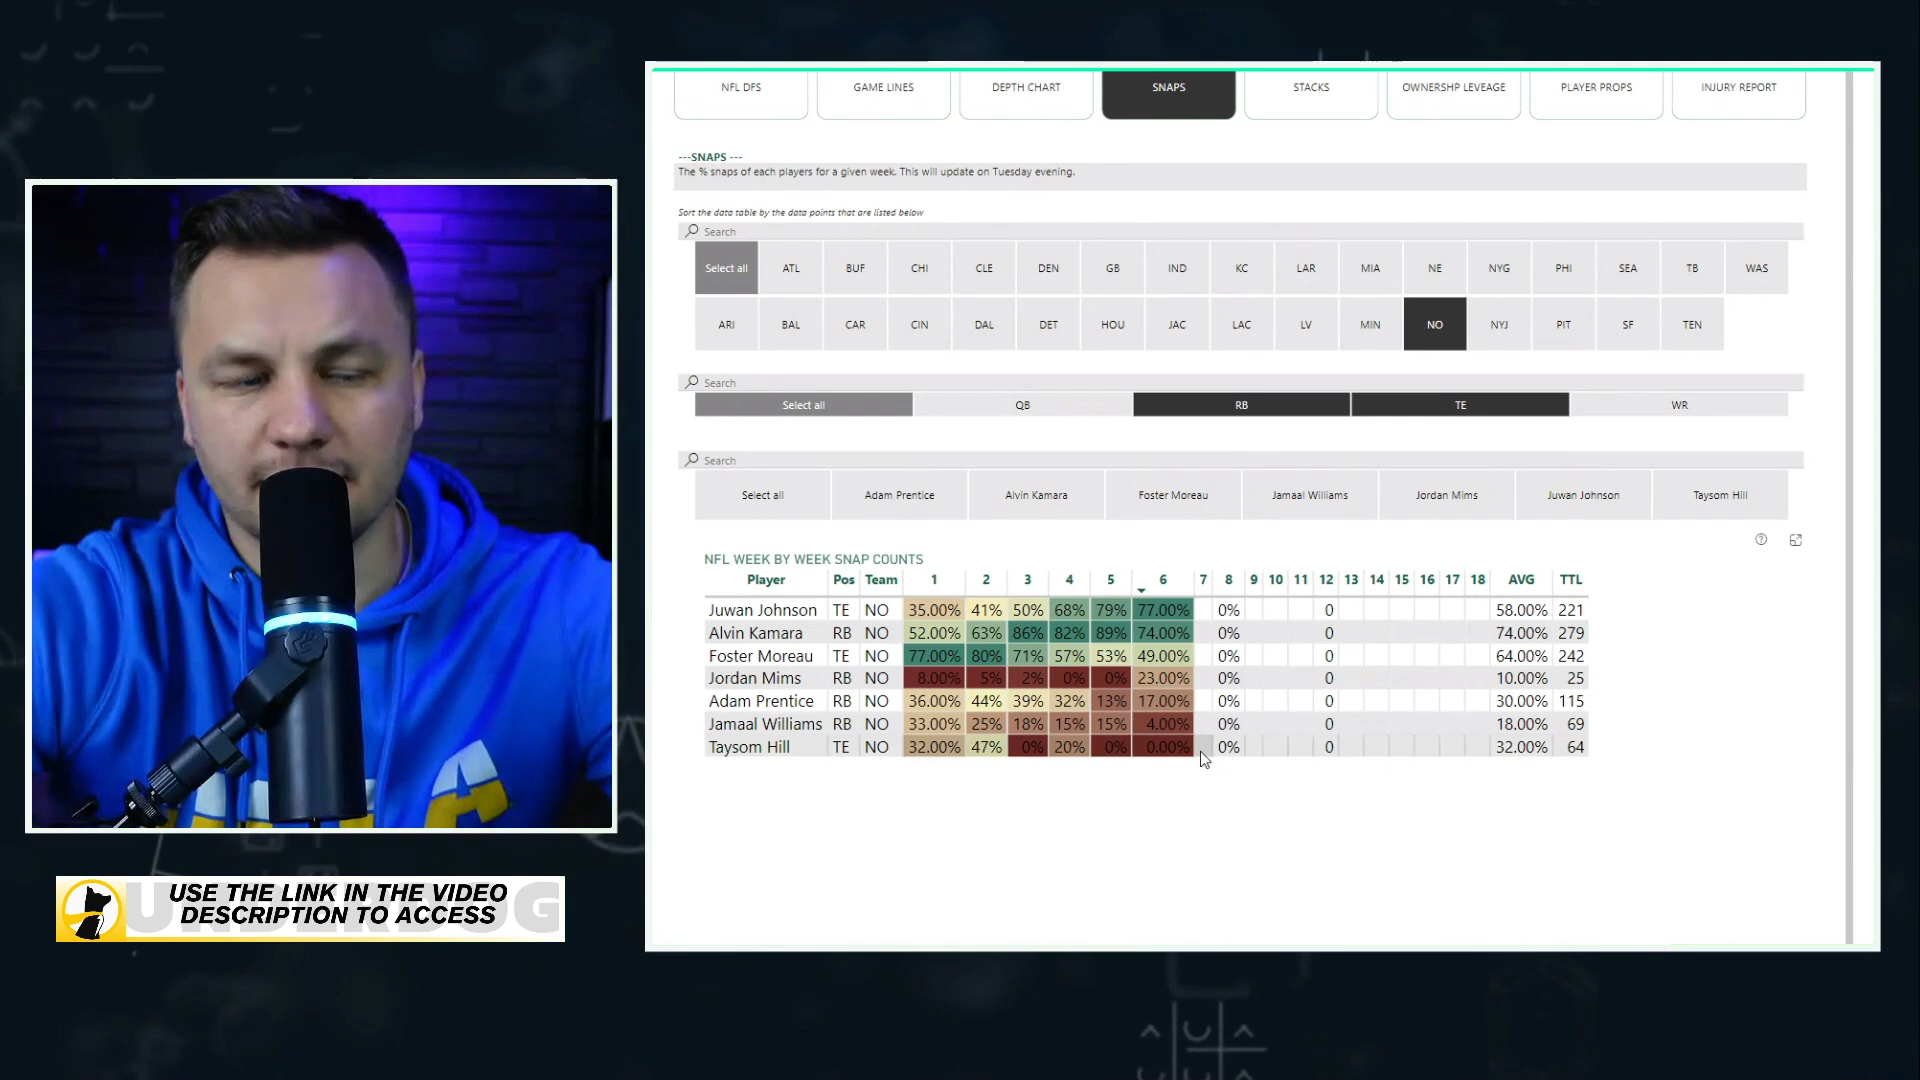 NFL DFS GAME LINES DEPTH CHART SNAPS STACKS OWNERSHP LEVEAGE PLAYER PROPS INJURY REPORT
---SNAPS ---
The % snaps of each players for a given week. This will update on Tuesday evening.
Sort the data table by the data points that are listed below
Search
Select all ATL BUF CHI CLE DEN GB IND KC LAR MIA NE NYG PHI SEA TB WAS
ARI BAL CAR CIN DAL DET HOU JAC LAC LV MIN NO NYJ PIT SF TEN
Search
Select all QB RB TE WR
Search
Select all Adam Prentice Alvin Kamara Foster Moreau Jamaal Williams Jordan Mims Juwan Johnson Taysom Hill
NFL WEEK BY WEEK SNAP COUNTS
Player Pos Team 1 2 3 4 5 6 7 8 9 10 11 12 13 14 15 16 17 18 AVG TTL
Juwan Johnson TE NO 35.00% 41% 50% 68% 79% 77.00% 0% 0 58.00% 221
Alvin Kamara RB NO 52.00% 63% 86% 82% 89% 74.00% 0% 0 74.00% 279
Foster Moreau TE NO 77.00% 80% 71% 57% 53% 49.00% 0% 0 64.00% 242
Jordan Mims RB NO 8.00% 5% 2% 0% 0% 23.00% 0% 0 10.00% 25
Adam Prentice RB NO 36.00% 44% 39% 32% 13% 17.00% 0% 0 30.00% 115
Jamaal Williams RB NO 33.00% 25% 18% 15% 15% 4.00% 0% 0 18.00% 69
Taysom Hill TE NO 32.00% 47% 0% 20% 0% 0.00% 0% 0 32.00% 64
USE THE LINK IN THE VIDEO
DESCRIPTION TO ACCESS